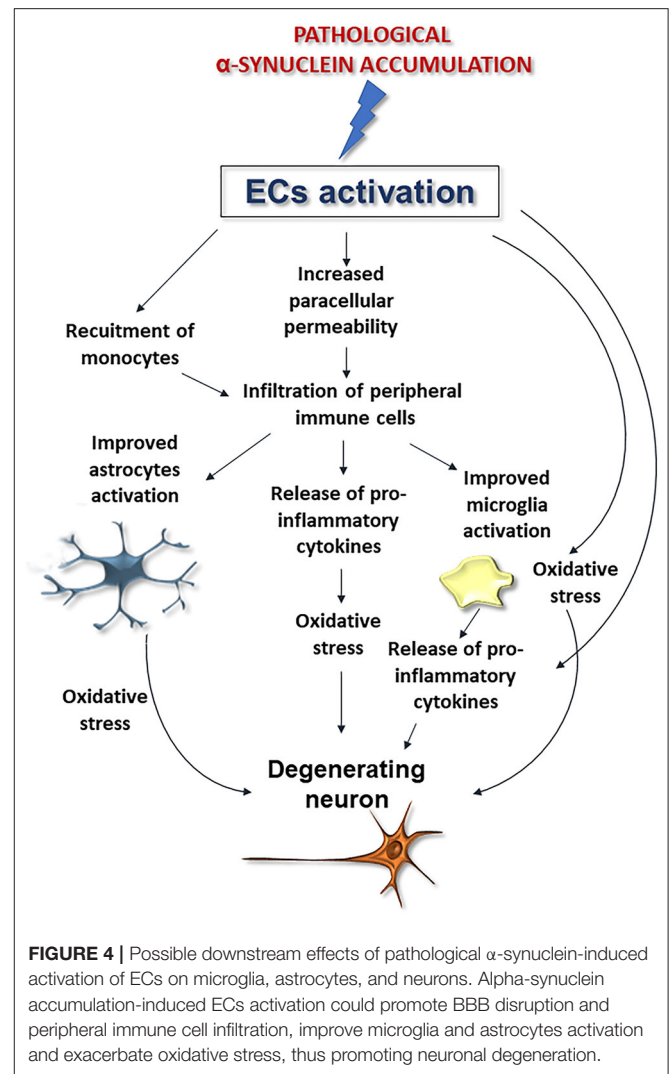 PATHOLOGICAL
α-SYNUCLEIN ACCUMULATION
ECs activation
Increased
paracellular
permeability
Recuitment of
monocytes
Infiltration of peripheral
immune cells
Improved
astrocytes
activation
Release of pro-
inflammatory
cytokines
Improved
microglia
activation
Oxidative
stress
Oxidative
stress
Release of pro-
inflammatory
cytokines
Oxidative
stress
Degenerating
neuron
FIGURE 4 | Possible downstream effects of pathological α-synuclein-induced
activation of ECs on microglia, astrocytes, and neurons. Alpha-synuclein
accumulation-induced ECs activation could promote BBB disruption and
peripheral immune cell infiltration, improve microglia and astrocytes activation
and exacerbate oxidative stress, thus promoting neuronal degeneration.